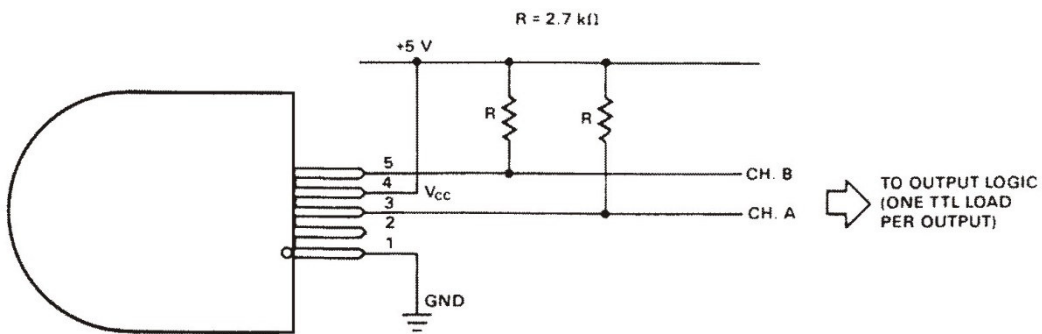 R = 2.7 kΩ
+5 V
R
R
5
CH. B
4
VCC
3
CH. A
2
1
GND
TO OUTPUT LOGIC
(ONE TTL LOAD
PER OUTPUT)